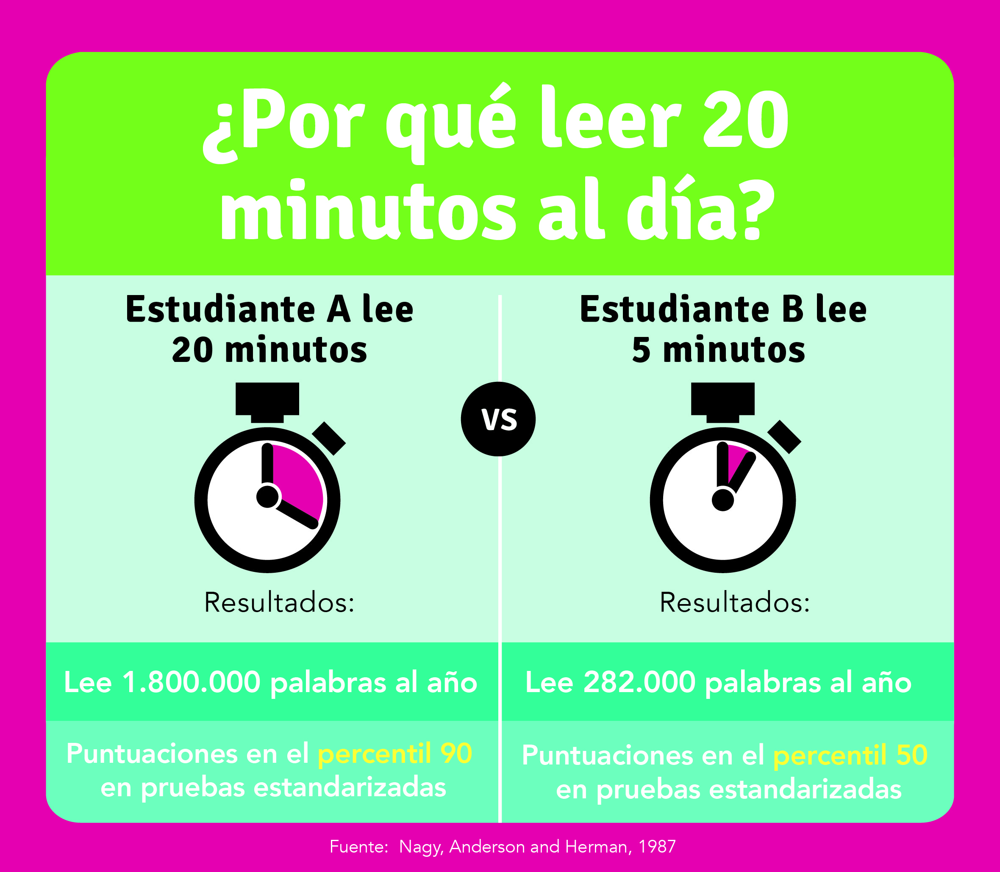 ¿Por qué leer 20
minutos al día?
Estudiante A lee
20 minutos
VS
Estudiante B lee
5 minutos
Resultados:
Resultados:
Lee 1.800.000 palabras al año
Lee 282.000 palabras al año
Puntuaciones en el percentil 90
en pruebas estandarizadas
Puntuaciones en el percentil 50
en pruebas estandarizadas
Fuente: Nagy, Anderson and Herman, 1987